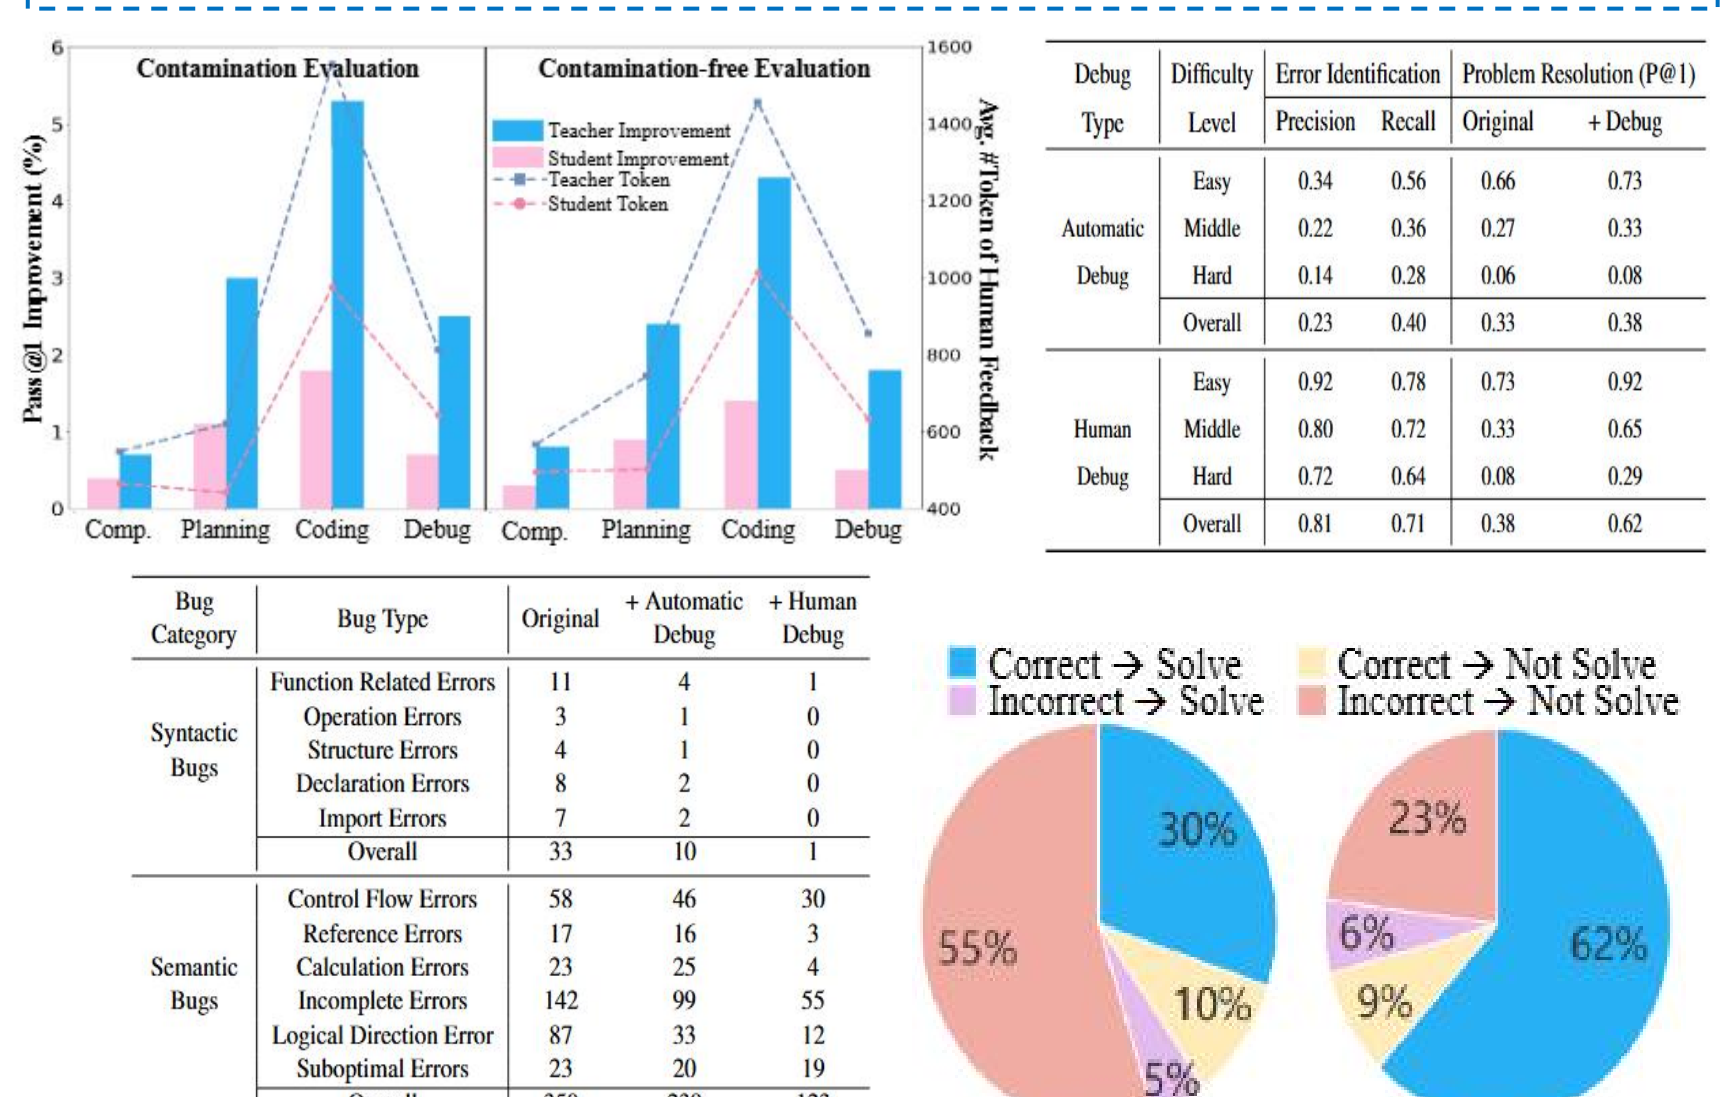 Contamination Evaluation
Contamination-free Evaluation
Pass@1 Improvement (%)
6
5
4
3
2
1
0
Teacher Improvement
Student Improvement
Teacher Token
Student Token
1600
1400
1200
1000
800
600
400
Avg. #Token of Human Feedback
Comp. Planning Coding Debug Comp. Planning Coding Debug
Debug Difficulty Error Identification Problem Resolution (P@1)
Type Level Precision Recall Original + Debug
Easy 0.34 0.56 0.66 0.73
Automatic Middle 0.22 0.36 0.27 0.33
Debug Hard 0.14 0.28 0.06 0.08
Overall 0.23 0.40 0.33 0.38
Easy 0.92 0.78 0.73 0.92
Human Middle 0.80 0.72 0.33 0.65
Debug Hard 0.72 0.64 0.08 0.29
Overall 0.81 0.71 0.38 0.62
Bug + Automatic + Human
Bug Type Original
Category Debug Debug
Function Related Errors 11 4 1
Operation Errors 3 1 0
Syntactic
Structure Errors 4 1 0
Bugs
Declaration Errors 8 2 0
Import Errors 7 2 0
Overall 33 10 1
Control Flow Errors 58 46 30
Reference Errors 17 16 3
Semantic Calculation Errors 23 25 4
Bugs Incomplete Errors 142 99 55
Logical Direction Error 87 33 12
Suboptimal Errors 23 20 19
Correct → Solve Correct → Not Solve
Incorrect → Solve Incorrect → Not Solve
30%
10%
5%
55%
62%
9%
6%
23%